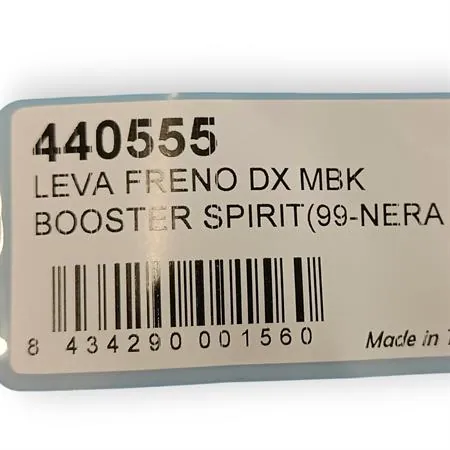 440555
LEVA FRENO DX MBK
BOOSTER SPIRIT(99-NERA
8 434290 001560
Made in